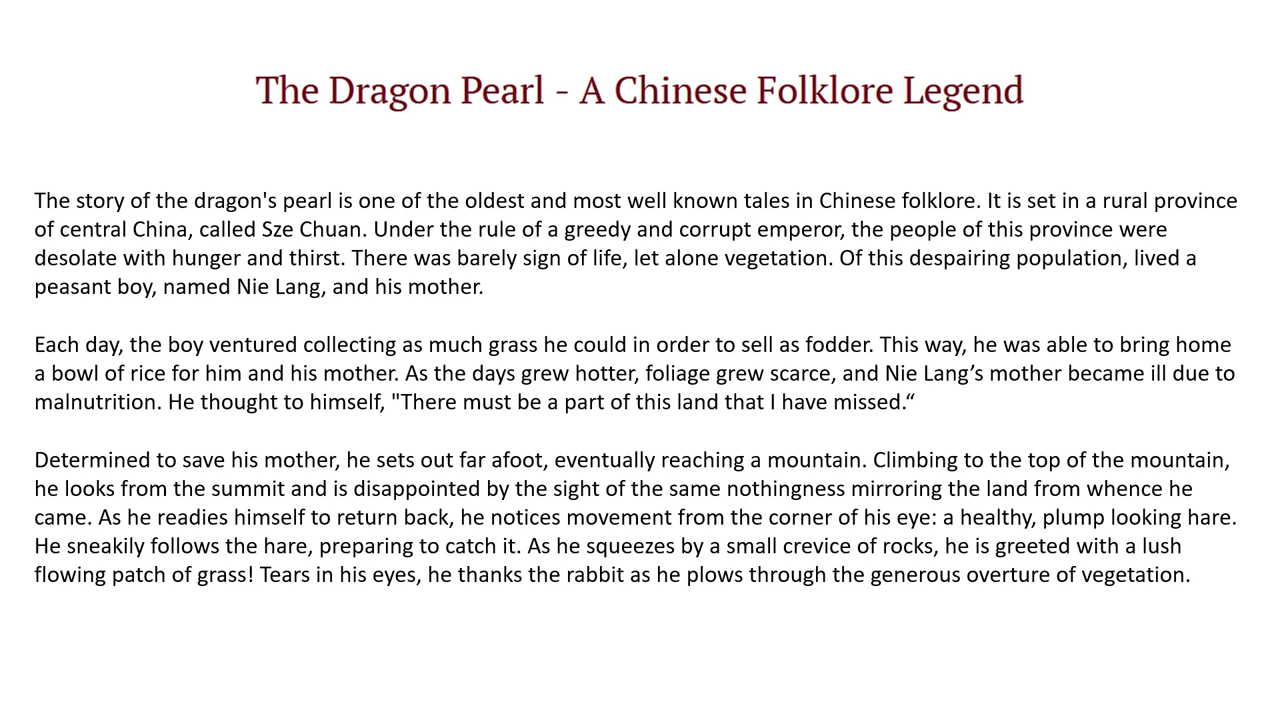 The Dragon Pearl - A Chinese Folklore Legend
The story of the dragon's pearl is one of the oldest and most well known tales in Chinese folklore. It is set in a rural province
of central China, called Sze Chuan. Under the rule of a greedy and corrupt emperor, the people of this province were
desolate with hunger and thirst. There was barely sign of life, let alone vegetation. Of this despairing population, lived a
peasant boy, named Nie Lang, and his mother.
Each day, the boy ventured collecting as much grass he could in order to sell as fodder. This way, he was able to bring home
a bowl of rice for him and his mother. As the days grew hotter, foliage grew scarce, and Nie Lang’s mother became ill due to
malnutrition. He thought to himself, "There must be a part of this land that I have missed.“
Determined to save his mother, he sets out far afoot, eventually reaching a mountain. Climbing to the top of the mountain,
he looks from the summit and is disappointed by the sight of the same nothingness mirroring the land from whence he
came. As he readies himself to return back, he notices movement from the corner of his eye: a healthy, plump looking hare.
He sneakily follows the hare, preparing to catch it. As he squeezes by a small crevice of rocks, he is greeted with a lush
flowing patch of grass! Tears in his eyes, he thanks the rabbit as he plows through the generous overture of vegetation.